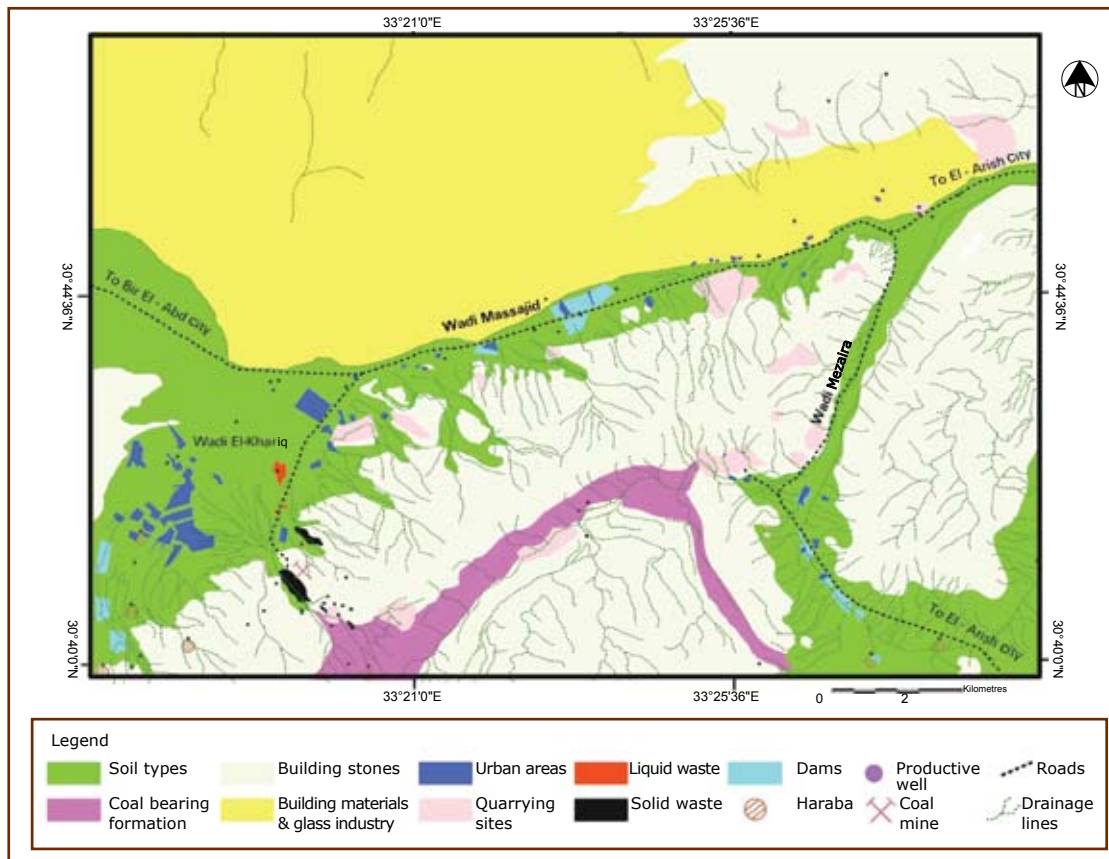 33°21'0"E
33°25'36"E
N
To El - Arish City
30°44'36"N
30°44'36"N
To Bir El - Abd City
Wadi Massajid
Wadi Mezaira
Wadi El-Khariq
To El - Arish City
30°40'0"N
30°40'0"N
33°21'0"E
33°25'36"E
0 2 Kilometres
Legend
Soil types
Building stones
Urban areas
Liquid waste
Dams
Productive
well
Roads
Coal bearing
formation
Building materials
& glass industry
Quarrying
sites
Solid waste
Haraba
Coal
mine
Drainage
lines